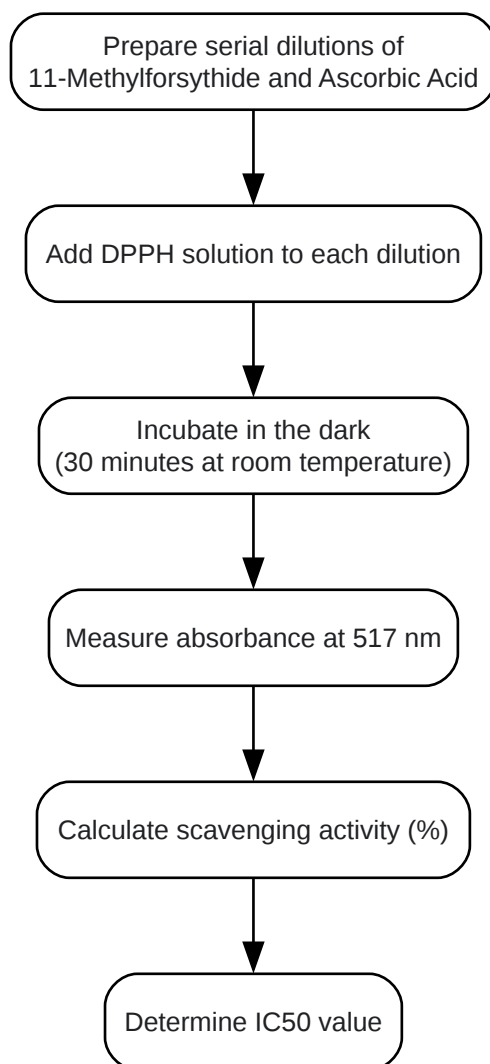 Prepare serial dilutions of
11-Methylforsythide and Ascorbic Acid
Add DPPH solution to each dilution
Incubate in the dark
(30 minutes at room temperature)
Measure absorbance at 517 nm
Calculate scavenging activity (%)
Determine IC50 value